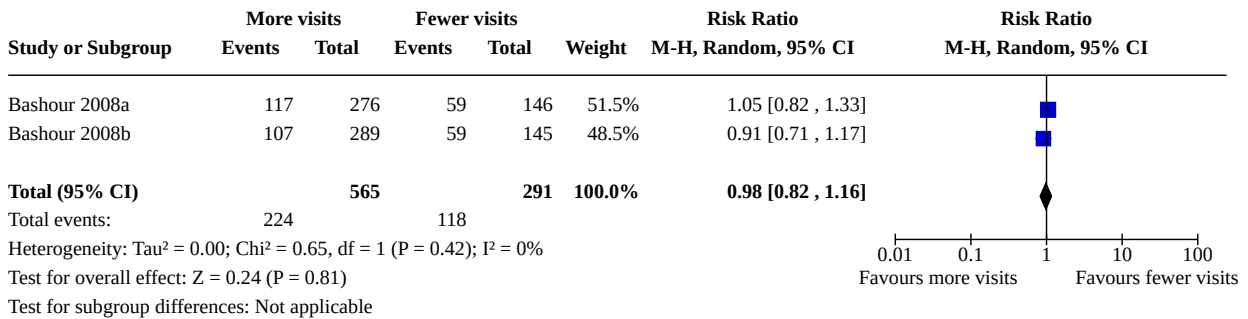 More visits Fewer visits Risk Ratio Risk Ratio
Study or Subgroup Events Total Events Total Weight M-H, Random, 95% CI M-H, Random, 95% CI
Bashour 2008a 117 276 59 146 51.5% 1.05 [0.82 , 1.33]
Bashour 2008b 107 289 59 145 48.5% 0.91 [0.71 , 1.17]
Total (95% CI) 565 291 100.0% 0.98 [0.82 , 1.16]
Total events: 224 118
Heterogeneity: Tau² = 0.00; Chi² = 0.65, df = 1 (P = 0.42); I² = 0%
0.01 0.1 1 10 100
Test for overall effect: Z = 0.24 (P = 0.81) Favours more visits Favours fewer visits
Test for subgroup differences: Not applicable